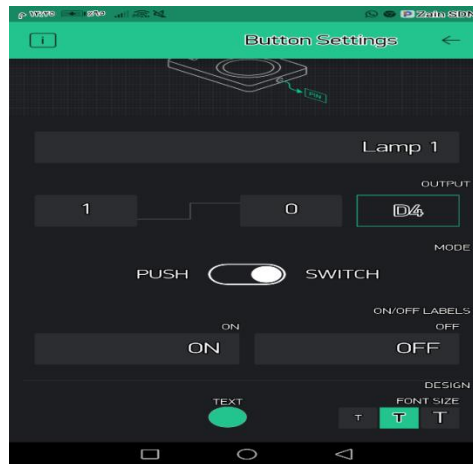 Zain SDN
Button Settings
PIN
Lamp 1
OUTPUT
1 0 D4
MODE
PUSH SWITCH
ON/OFF LABELS
ON OFF
ON OFF
DESIGN
TEXT FONT SIZE
T T T